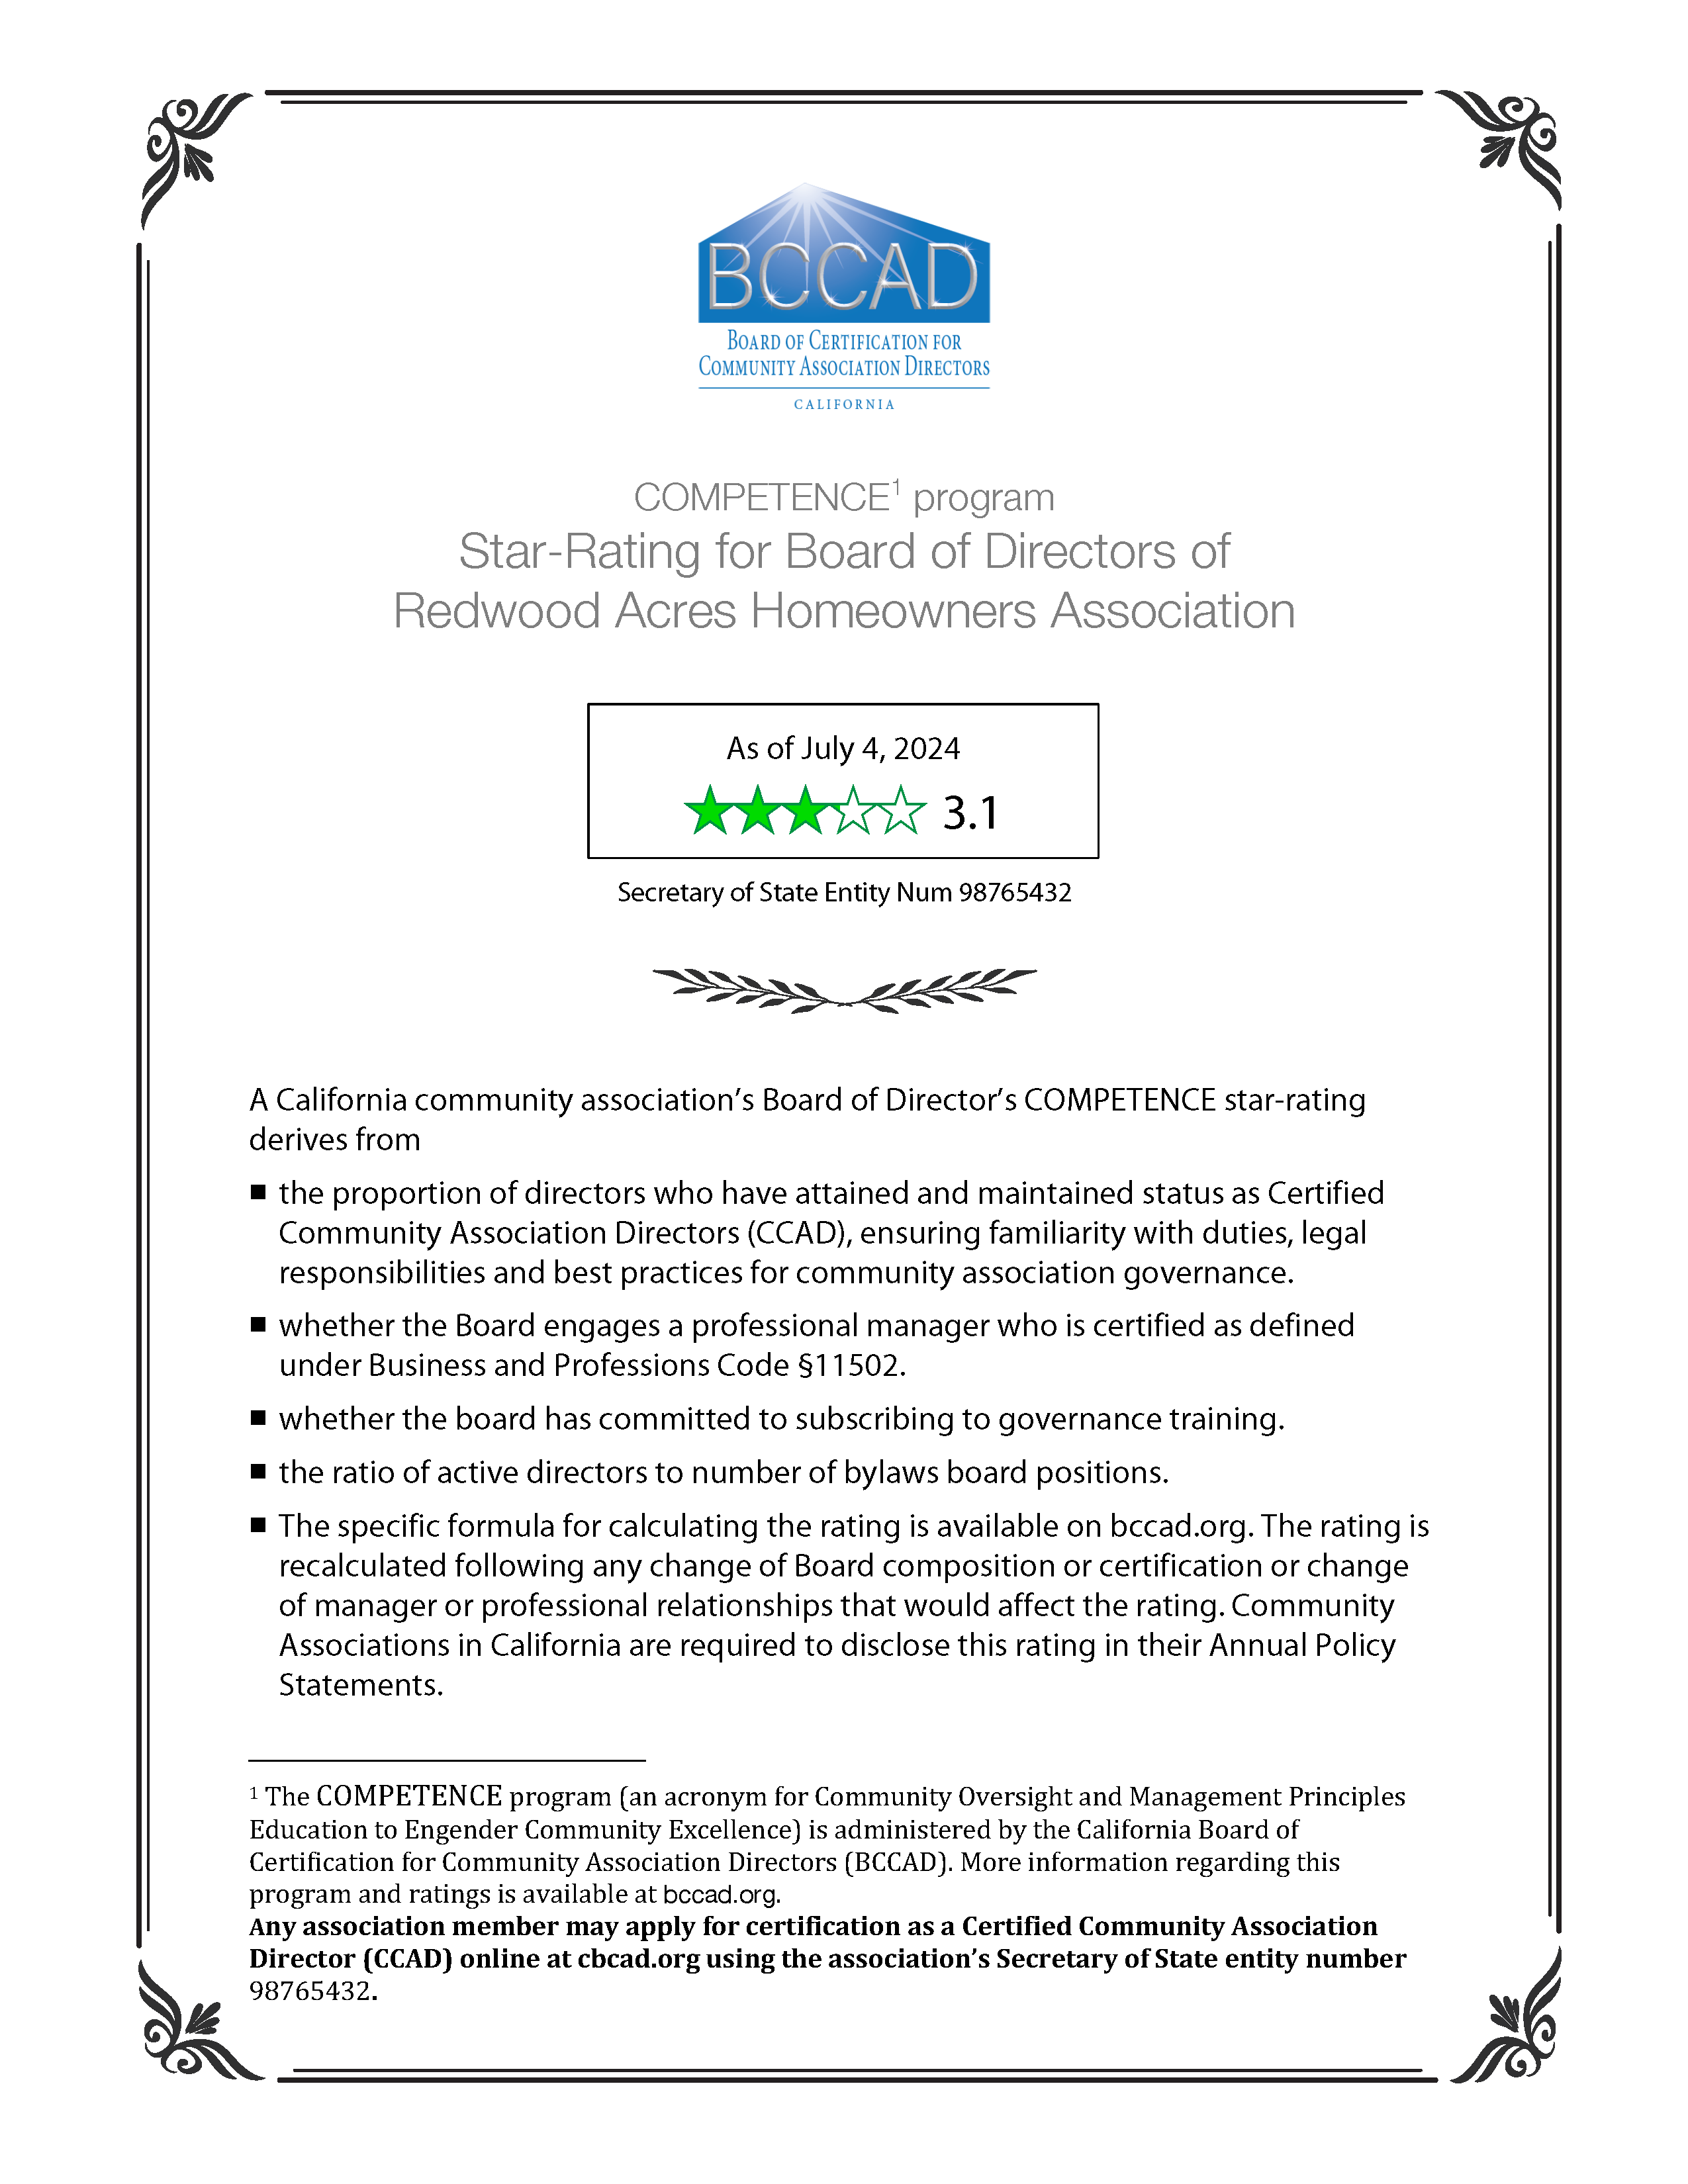 BCCAD
BOARD OF CERTIFICATION FOR
COMMUNITY ASSOCIATION DIRECTORS
CALIFORNIA
COMPETENCE¹ program
Star-Rating for Board of Directors of
Redwood Acres Homeowners Association
As of July 4, 2024
3.1
Secretary of State Entity Num 98765432
A California community association’s Board of Director’s COMPETENCE star-rating
derives from
■ the proportion of directors who have attained and maintained status as Certified
Community Association Directors (CCAD), ensuring familiarity with duties, legal
responsibilities and best practices for community association governance.
■ whether the Board engages a professional manager who is certified as defined
under Business and Professions Code §11502.
■ whether the board has committed to subscribing to governance training.
■ the ratio of active directors to number of bylaws board positions.
■ The specific formula for calculating the rating is available on bccad.org. The rating is
recalculated following any change of Board composition or certification or change
of manager or professional relationships that would affect the rating. Community
Associations in California are required to disclose this rating in their Annual Policy
Statements.
¹ The COMPETENCE program (an acronym for Community Oversight and Management Principles
Education to Engender Community Excellence) is administered by the California Board of
Certification for Community Association Directors (BCCAD). More information regarding this
program and ratings is available at bccad.org.
Any association member may apply for certification as a Certified Community Association
Director (CCAD) online at cbcad.org using the association’s Secretary of State entity number
98765432.